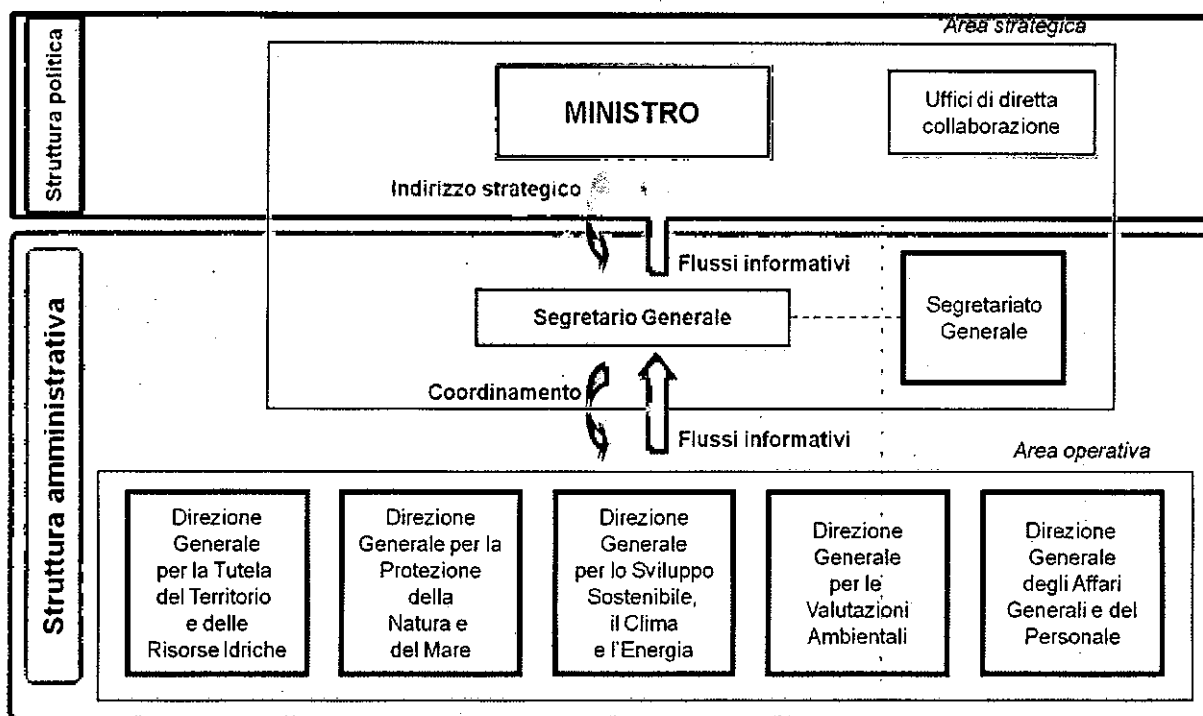 Area strategica
Struttura politica
MINISTRO
Uffici di diretta
collaborazione
Indirizzo strategico
Flussi informativi
Struttura amministrativa
Segretario Generale
Segretariato
Generale
Coordinamento
Flussi informativi
Area operativa
Direzione
Generale
per la Tutela
del Territorio
e delle
Risorse Idriche
Direzione
Generale per la
Protezione
della
Natura e
del Mare
Direzione
Generale
per lo Sviluppo
Sostenibile,
il Clima
e l'Energia
Direzione
Generale
per le
Valutazioni
Ambientali
Direzione
Generale
degli Affari
Generali e del
Personale